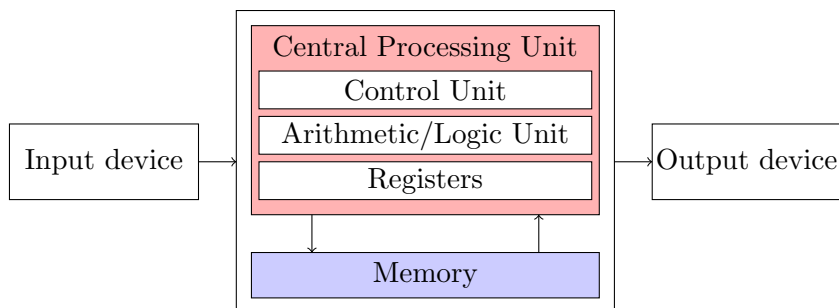 Central Processing Unit
Control Unit
Arithmetic/Logic Unit
Registers
Input device
Output device
Memory